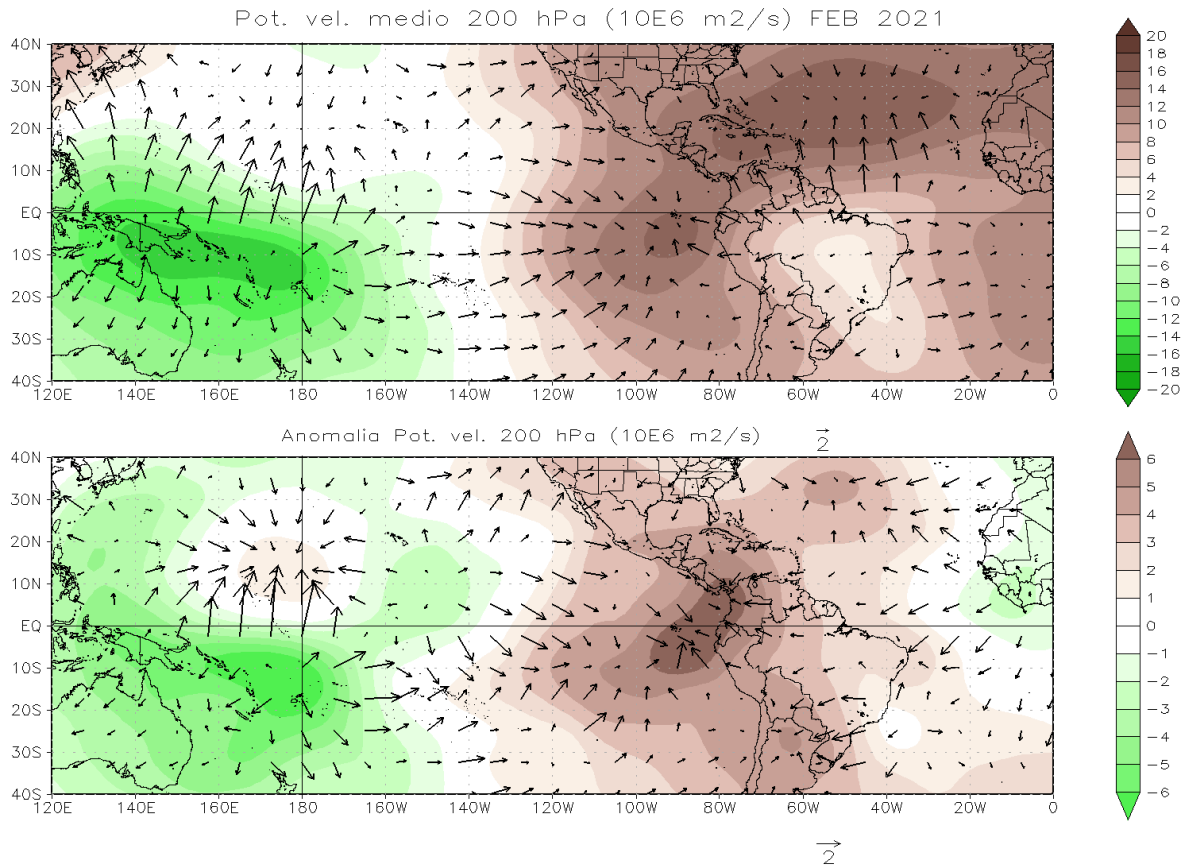 Pot. vel. medio 200 hPa (10E6 m2/s) FEB 2021
40N
30N
20N
10N
EQ
10S
20S
30S
40S
120E 140E 160E 180 160W 140W 120W 100W 80W 60W 40W 20W 0
20
18
16
14
12
10
8
6
4
2
0
-2
-4
-6
-8
-10
-12
-14
-16
-18
-20
Anomalia Pot. vel. 200 hPa (10E6 m2/s)
2
40N
30N
20N
10N
EQ
10S
20S
30S
40S
120E 140E 160E 180 160W 140W 120W 100W 80W 60W 40W 20W 0
6
5
4
3
2
1
0
-1
-2
-3
-4
-5
-6
2